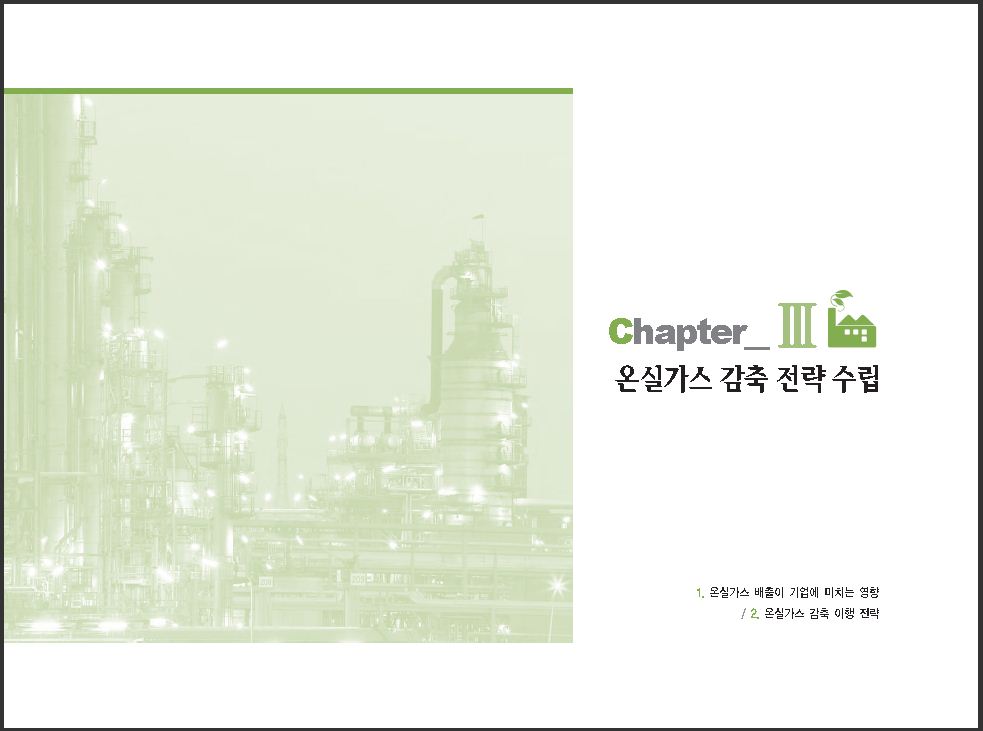 Chapter_ Ⅲ
온실가스 감축 전략 수립
1. 온실가스 배출이 기업에 미치는 영향
/ 2. 온실가스 감축 이행 전략